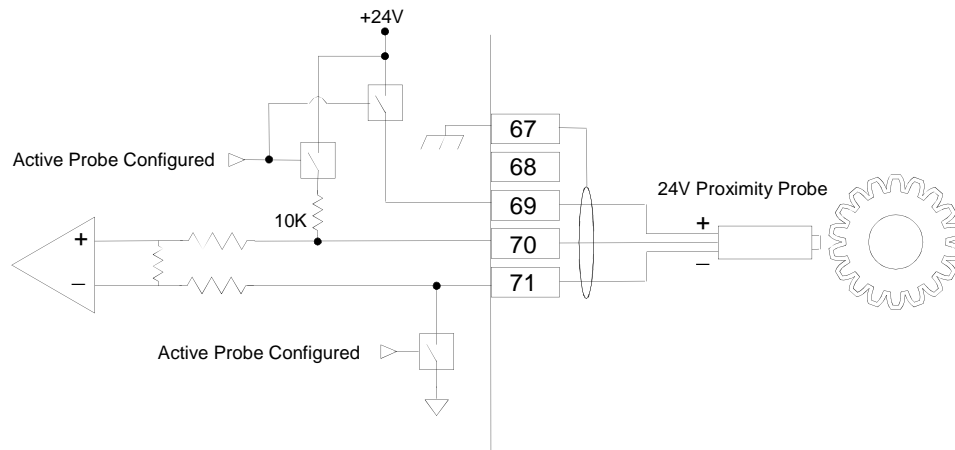 +24V
67
Active Probe Configured
68
24V Proximity Probe
69
10K
+
+
70
–
–
71
Active Probe Configured